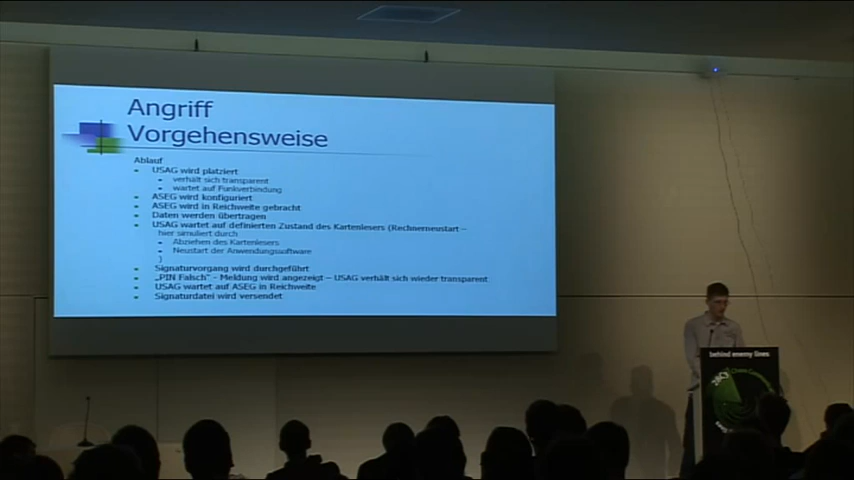 Angriff
Vorgehensweise
Ablauf
USAG wird platziert
verhält sich transparent
wartet auf Funkverbindung
ASEG wird konfiguriert
ASEG wird in Reichweite gebracht
Daten werden übertragen
USAG wartet auf definierten Zustand des Kartenlesers (Rechnerneustart –
hier simuliert durch
Abziehen des Kartenlesers
Neustart der Anwendungssoftware
)
Signaturvorgang wird durchgeführt
„PIN Falsch" – Meldung wird angezeigt – USAG verhält sich wieder transparent
USAG wartet auf ASEG in Reichweite
Signaturdatei wird versendet
behind enemy lines